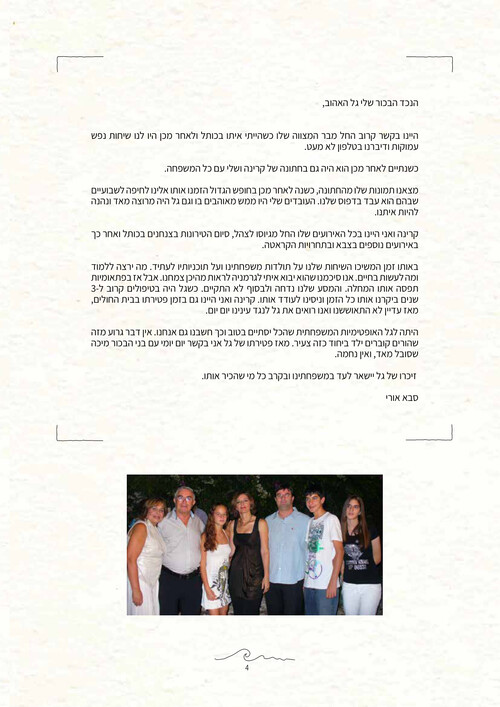 הנכד הבכור שלי גל האהוב,
היינו בקשר קרוב החל מבר המצווה שלו כשהייתי איתו בכותל ולאחר מכן היו לנו שיחות נפש
עמוקות ודיברנו בטלפון לא מעט.
כשנתיים לאחר מכן הוא היה גם בחתונה של קרינה ושלי עם כל המשפחה.
מצאנו תמונות שלו מהחתונה, כשנה לאחר מכן בחופש הגדול הזמנו אותו אלינו לחיפה לשבועיים
שבהם הוא עבד בדפוס שלנו. העובדים שלי היו ממש מאוהבים בו וגם גל היה מרוצה מאד ונהנה
להיות איתנו.
קרינה ואני היינו בכל האירועים שלו החל מגיוסו לצהל, סיום הטירונות בצנחנים בכותל ואחר כך
באירועים נוספים בצבא ובתחרויות הקראטה.
באותו זמן המשיכו השיחות שלנו על תולדות משפחתינו ועל תוכניותיו לעתיד. מה ירצה ללמוד
ומה לעשות בחיים. אנו סיכמנו שהוא יבוא איתי לגרמניה לראות מהיכן צמחנו. אבל אז בפתאומיות
תפסה אותו המחלה. והמסע שלנו נדחה ולבסוף לא התקיים. כשגל היה בטיפולים קרוב ל-3
שנים ביקרנו אותו כל הזמן וניסינו לעודד אותו. קרינה ואני היינו גם בזמן פטירתו בבית החולים,
מאז עדיין לא התאוששנו ואנו רואים את גל לנגד עינינו יום יום.
היתה לגל האופטימיות המשפחתית שהכל יסתיים בטוב וכך חשבנו גם אנחנו. אין דבר גרוע מזה
שהורים קוברים ילד ביחוד כזה צעיר. מאז פטירתו של גל אני בקשר יום יומי עם בני הבכור מיכה
שסובל מאד, ואין נחמה.
זיכרו של גל יישאר לעד במשפחתינו ובקרב כל מי שהכיר אותו.
סבא אורי
4